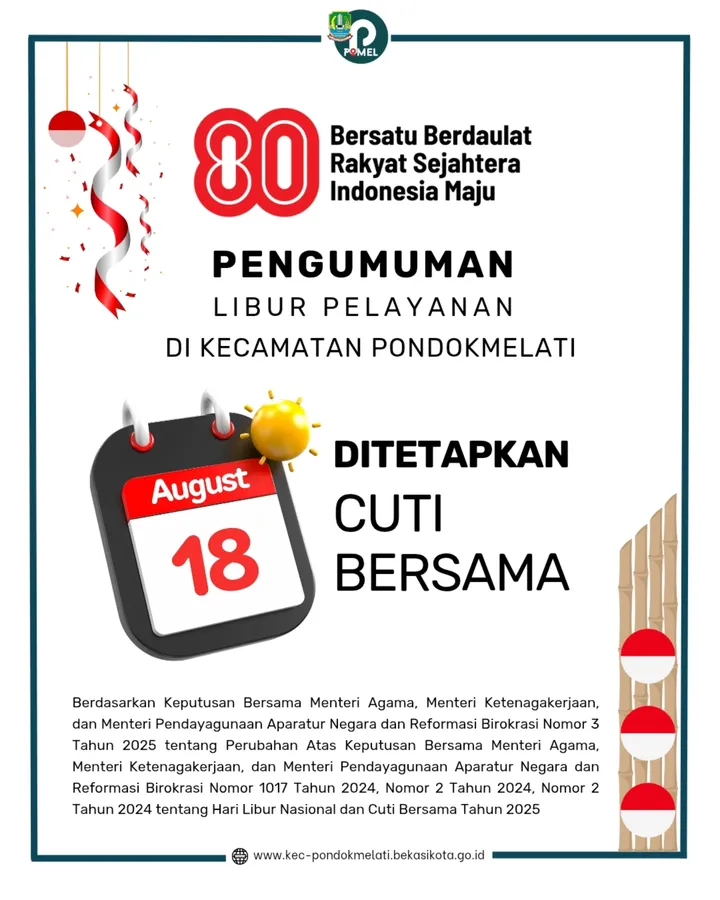 POMEL
80
Bersatu Berdaulat
Rakyat Sejahtera
Indonesia Maju
PENGUMUMAN
LIBUR PELAYANAN
DI KECAMATAN PONDOKMELATI
August
18
DITETAPKAN
CUTI
BERSAMA
Berdasarkan Keputusan Bersama Menteri Agama, Menteri Ketenagakerjaan,
dan Menteri Pendayagunaan Aparatur Negara dan Reformasi Birokrasi Nomor 3
Tahun 2025 tentang Perubahan Atas Keputusan Bersama Menteri Agama,
Menteri Ketenagakerjaan, dan Menteri Pendayagunaan Aparatur Negara dan
Reformasi Birokrasi Nomor 1017 Tahun 2024, Nomor 2 Tahun 2024, Nomor 2
Tahun 2024 tentang Hari Libur Nasional dan Cuti Bersama Tahun 2025
www.kec-pondokmelati.bekasikota.go.id